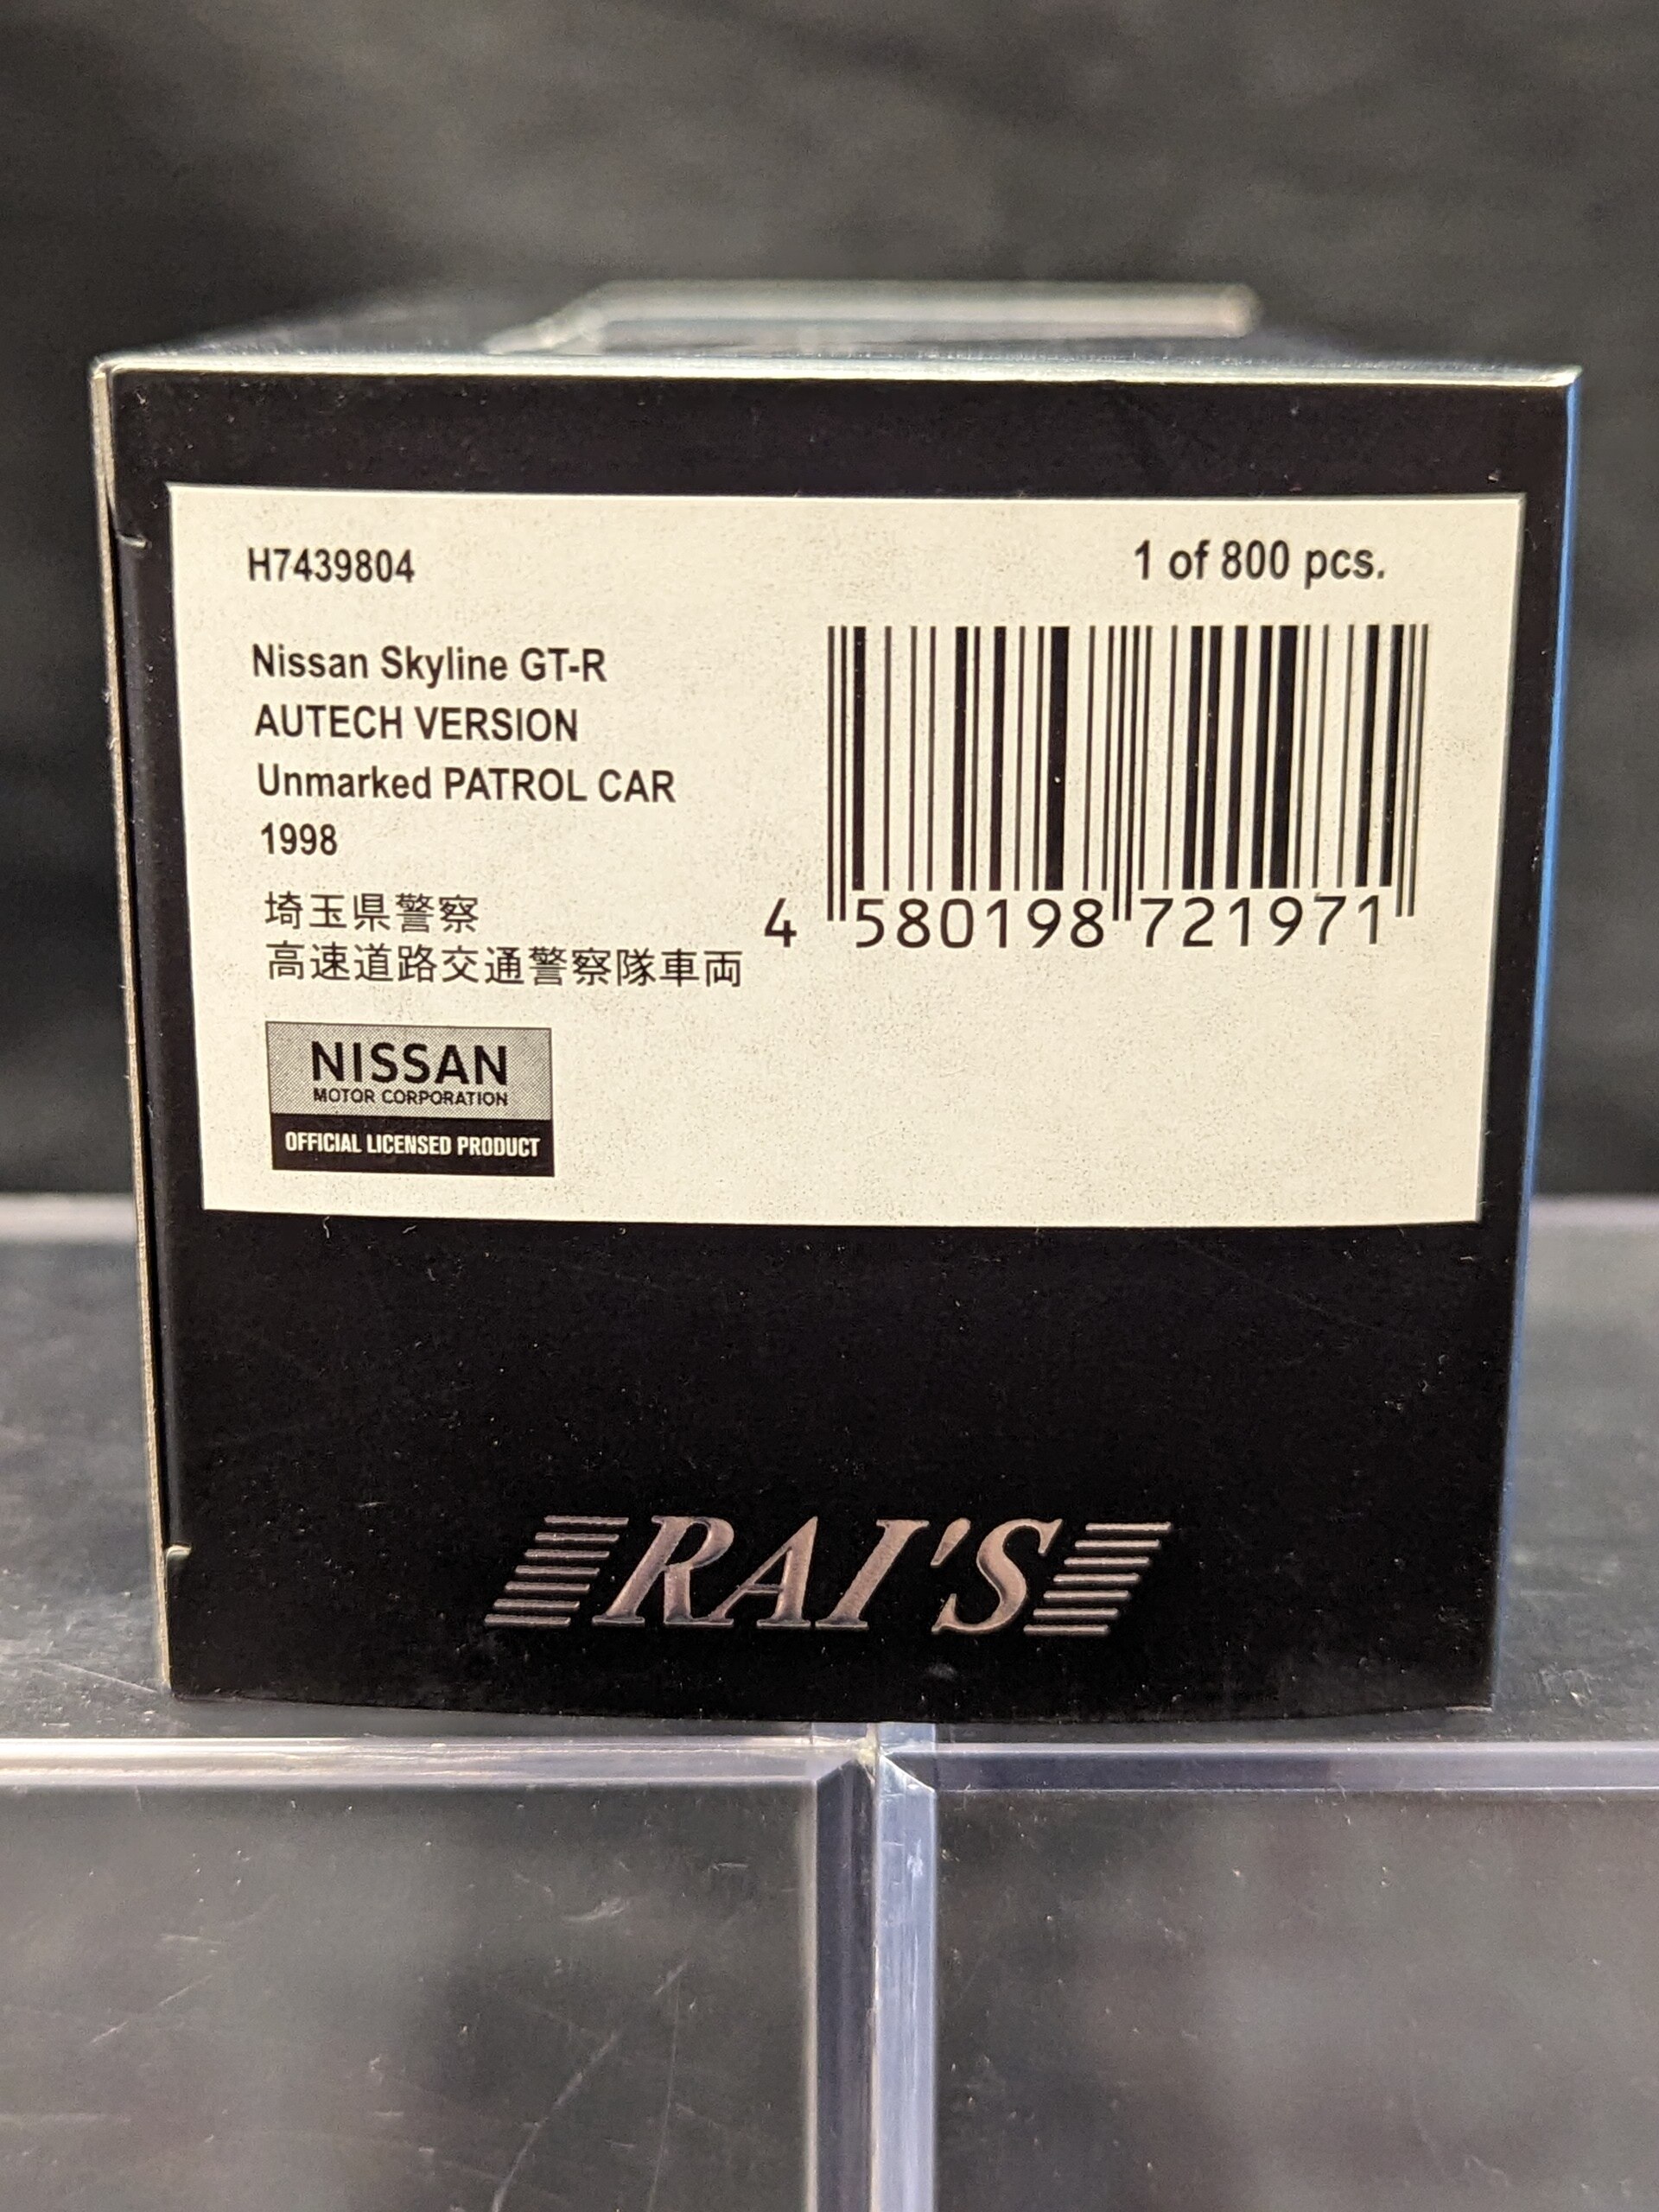 H7439804
1 of 800 pcs.
Nissan Skyline GT-R
AUTECH VERSION
Unmarked PATROL CAR
1998
埼玉県警察
高速道路交通警察隊車両
4 580198 721971
NISSAN
MOTOR CORPORATION
OFFICIAL LICENSED PRODUCT
RAI'S